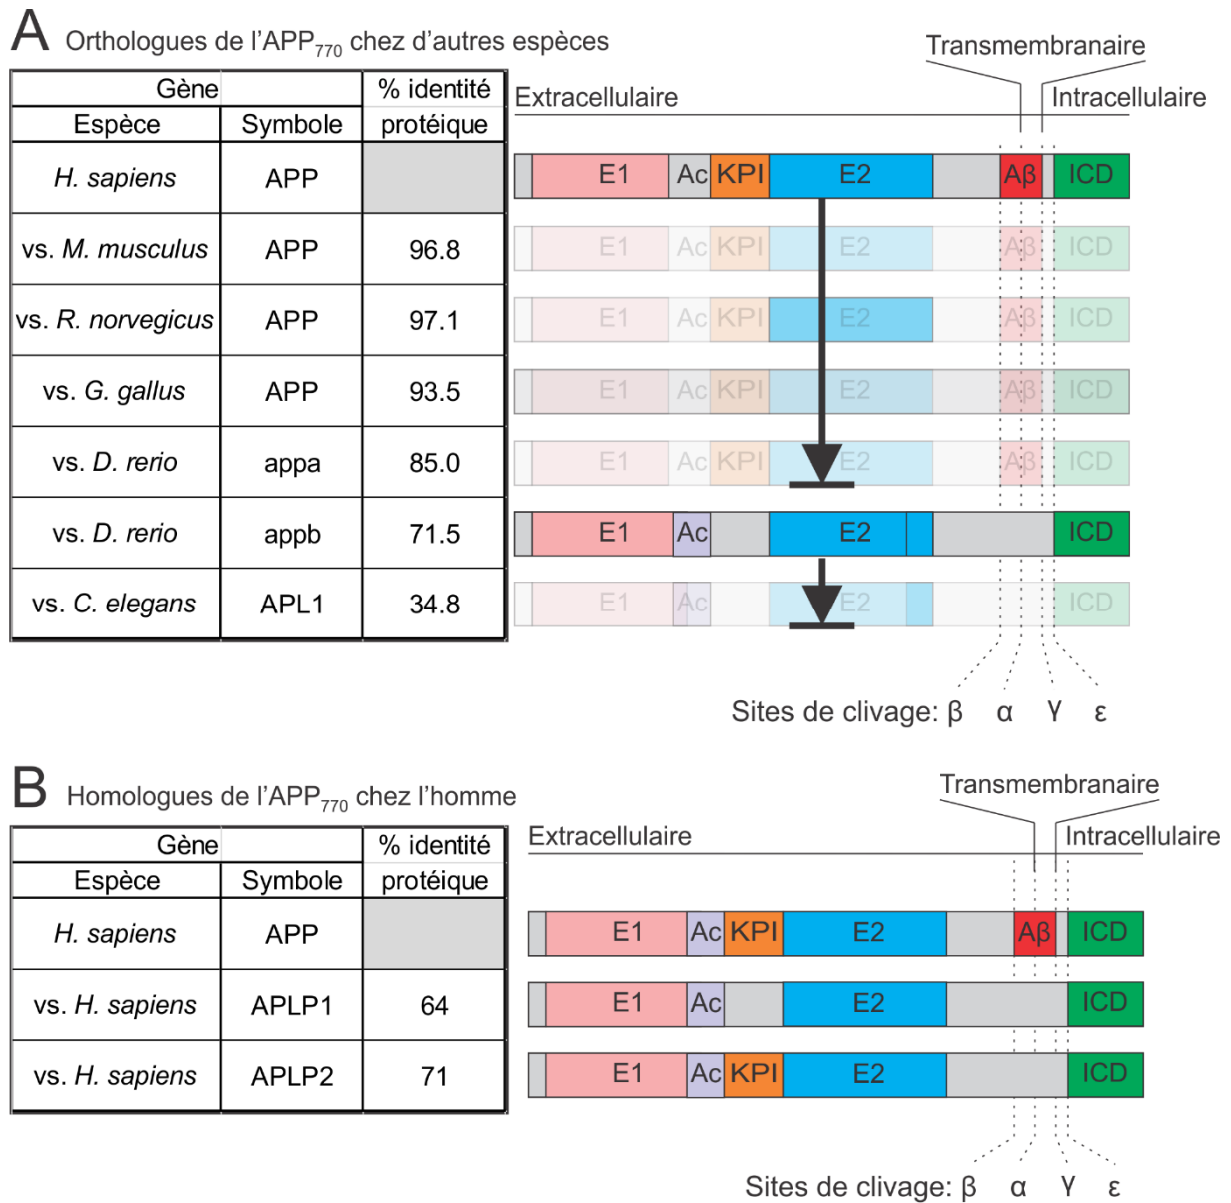 A Orthologues de l'APP770 chez d'autres espèces
Transmembranaire
Extracellulaire Intracellulaire
Gène % identité protéique
Espèce Symbole
H. sapiens APP E1 Ac KPI E2 Aβ ICD
vs. M. musculus APP 96.8 E1 Ac KPI E2 Aβ ICD
vs. R. norvegicus APP 97.1 E1 Ac KPI E2 Aβ ICD
vs. G. gallus APP 93.5 E1 Ac KPI E2 Aβ ICD
vs. D. rerio appa 85.0 E1 Ac KPI E2 Aβ ICD
vs. D. rerio appb 71.5 E1 Ac E2 ICD
vs. C. elegans APL1 34.8 E1 Ac E2 ICD
Sites de clivage: β α γ ε
B Homologues de l'APP770 chez l'homme
Transmembranaire
Extracellulaire Intracellulaire
Gène % identité protéique
Espèce Symbole
H. sapiens APP E1 Ac KPI E2 Aβ ICD
vs. H. sapiens APLP1 64 E1 Ac E2 ICD
vs. H. sapiens APLP2 71 E1 Ac KPI E2 ICD
Sites de clivage: β α γ ε